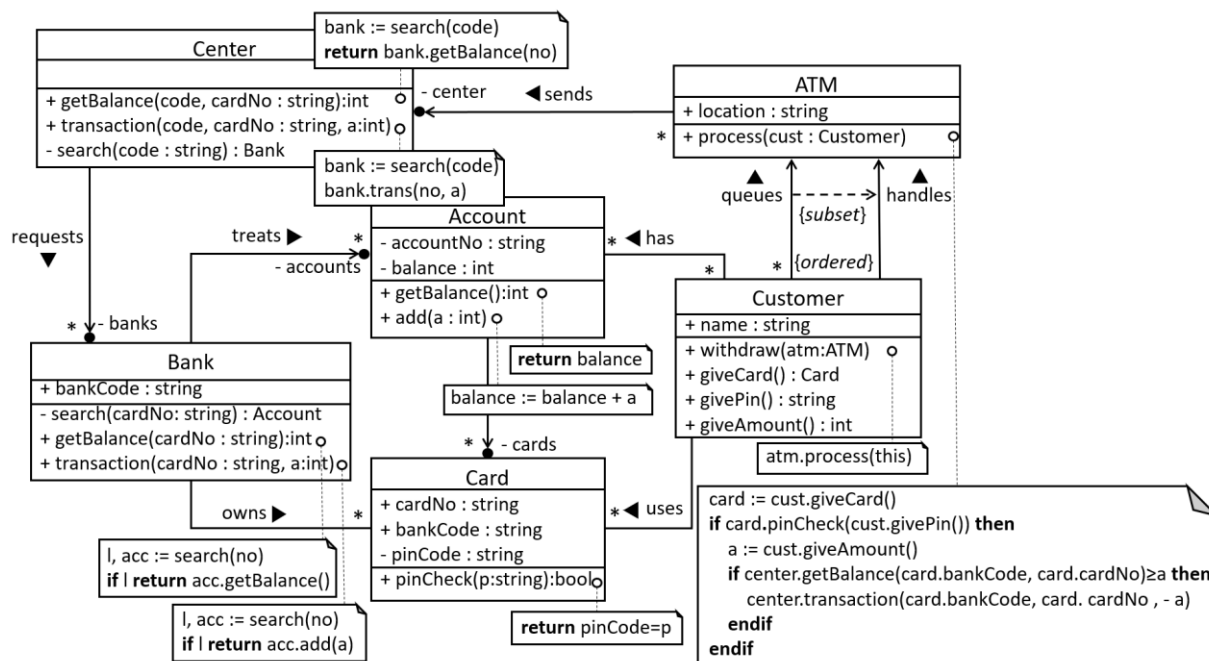 bank := search(code)
return bank.getBalance(no)
Center
+ getBalance(code, cardNo : string):int
+ transaction(code, cardNo : string, a:int)
- search(code : string) : Bank
bank := search(code)
bank.trans(no, a)
- center
◀ sends
ATM
+ location : string
+ process(cust : Customer)
*
▲
queues
▲
handles
{subset}
{ordered}
*
requests
▼
treats ▶
*
- accounts
Account
- accountNo : string
- balance : int
+ getBalance():int
+ add(a : int)
◀ has
*
*
return balance
balance := balance + a
Customer
+ name : string
+ withdraw(atm:ATM)
+ giveCard() : Card
+ givePin() : string
+ giveAmount() : int
atm.process(this)
* - banks
Bank
+ bankCode : string
- search(cardNo: string) : Account
+ getBalance(cardNo : string):int
+ transaction(cardNo : string, a:int)
owns ▶
*
* - cards
Card
+ cardNo : string
+ bankCode : string
- pinCode : string
+ pinCheck(p:string):bool
* ◀ uses
return pinCode=p
l, acc := search(no)
if l return acc.getBalance()
l, acc := search(no)
if l return acc.add(a)
card := cust.giveCard()
if card.pinCheck(cust.givePin()) then
a := cust.giveAmount()
if center.getBalance(card.bankCode, card.cardNo)≥a then
center.transaction(card.bankCode, card. cardNo , - a)
endif
endif